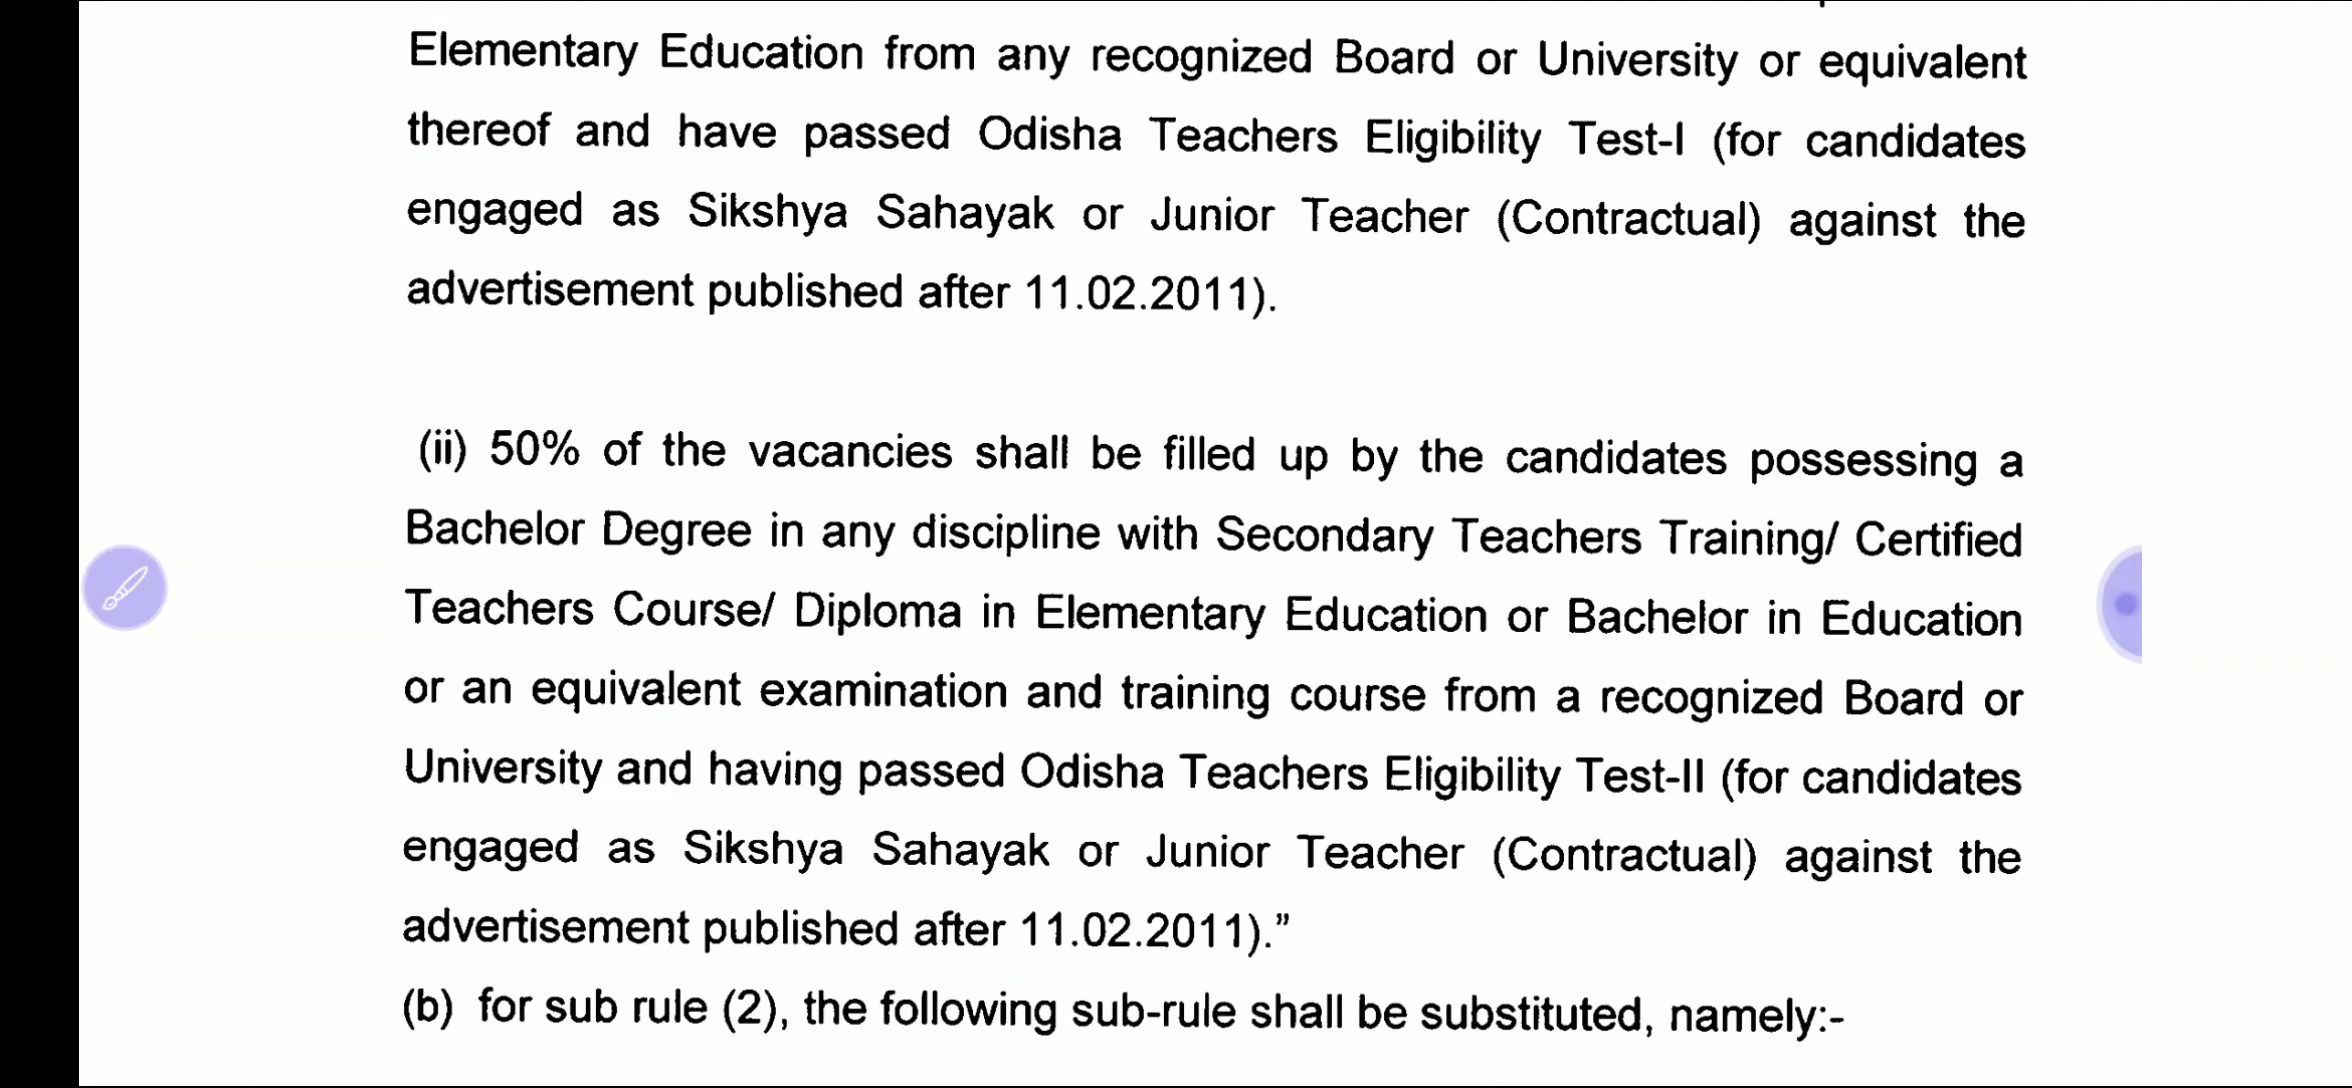 Elementary Education from any recognized Board or University or equivalent
thereof and have passed Odisha Teachers Eligibility Test-I (for candidates
engaged as Sikshya Sahayak or Junior Teacher (Contractual) against the
advertisement published after 11.02.2011).
(ii) 50% of the vacancies shall be filled up by the candidates possessing a
Bachelor Degree in any discipline with Secondary Teachers Training/ Certified
Teachers Course/ Diploma in Elementary Education or Bachelor in Education
or an equivalent examination and training course from a recognized Board or
University and having passed Odisha Teachers Eligibility Test-II (for candidates
engaged as Sikshya Sahayak or Junior Teacher (Contractual) against the
advertisement published after 11.02.2011).”
(b) for sub rule (2), the following sub-rule shall be substituted, namely:-